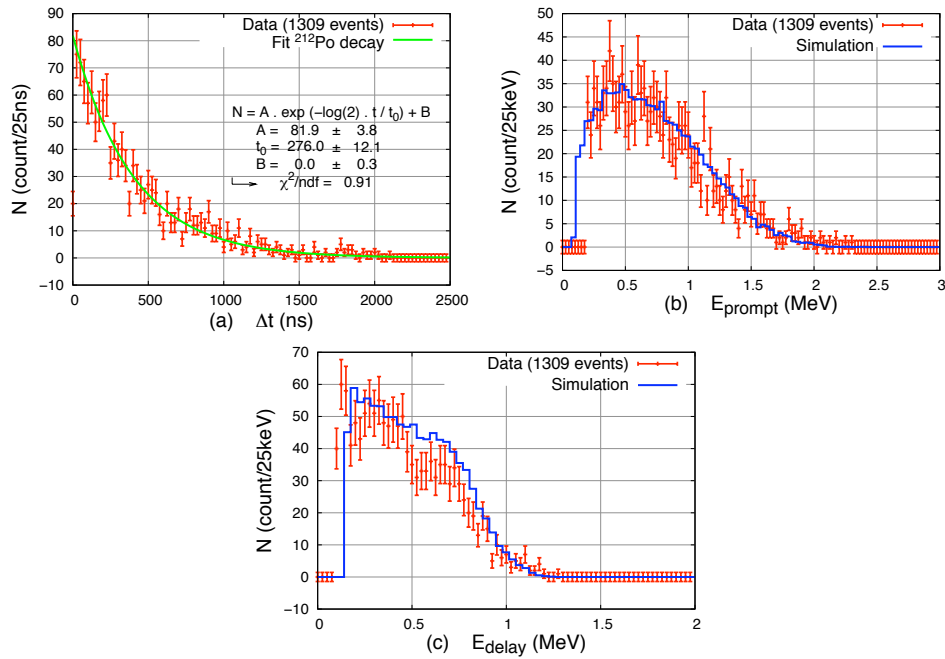 90
80
70
60
50
40
30
20
10
0
−10
N (count/25ns)
Data (1309 events)
Fit ²¹²Po decay
N = A . exp (−log(2) . t / t₀) + B
A = 81.9 ± 3.8
t₀ = 276.0 ± 12.1
B = 0.0 ± 0.3
χ²/ndf = 0.91
0 500 1000 1500 2000 2500
(a) Δt (ns)
50
45
40
35
30
25
20
15
10
5
0
−5
N (count/25keV)
Data (1309 events)
Simulation
0 0.5 1 1.5 2 2.5 3
(b) E_prompt (MeV)
70
60
50
40
30
20
10
0
−10
N (count/25keV)
Data (1309 events)
Simulation
0 0.5 1 1.5 2
(c) E_delay (MeV)